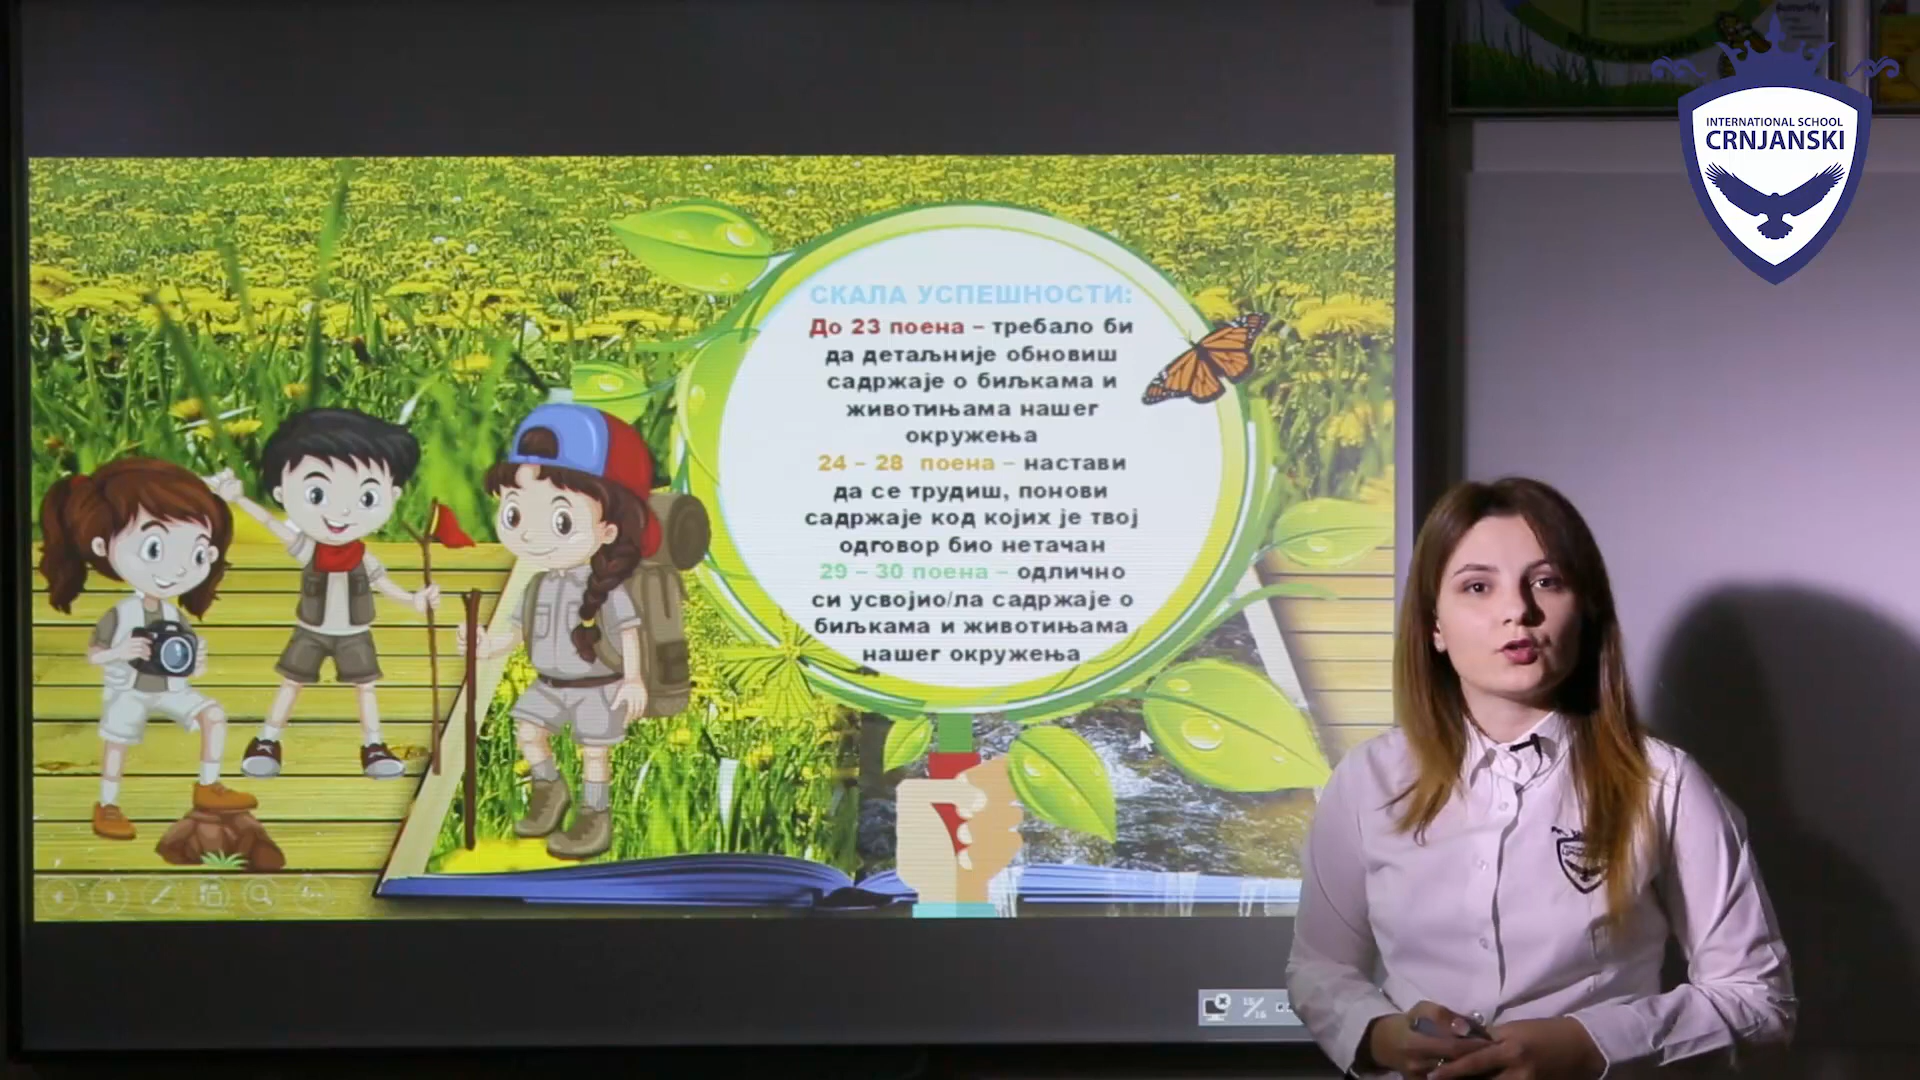 INTERNATIONAL SCHOOL
CRNJANSKI
СКАЛА УСПЕШНОСТИ:
До 23 поена – требало би
да детаљније обновиш
садржаје о биљкама и
животињама нашег
окружења
24 – 28 поена – настави
да се трудиш, понови
садржаје код којих је твој
одговор био нетачан
29 – 30 поена – одлично
си усвојио/ла садржаје о
биљкама и животињама
нашег окружења